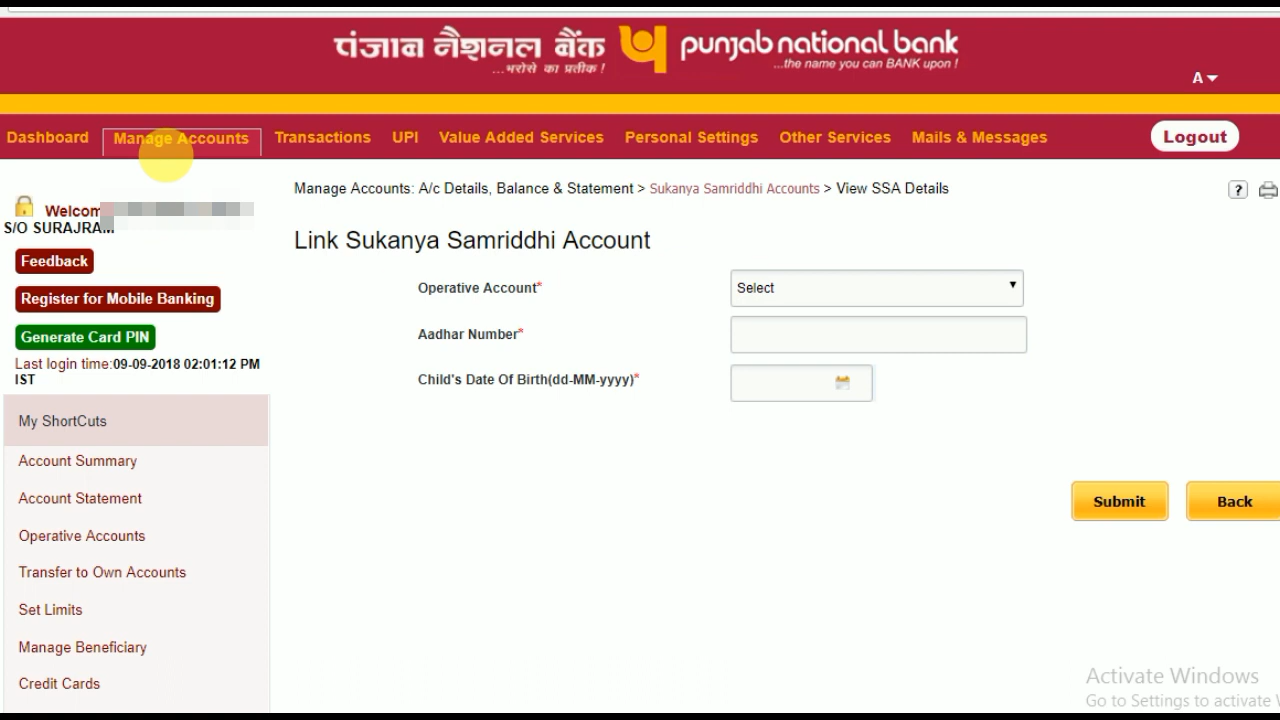 पंजाब नैशनल बैंक punjab national bank
...भरोसे का प्रतीक ! ...the name you can BANK upon !
A
Dashboard Manage Accounts Transactions UPI Value Added Services Personal Settings Other Services Mails & Messages Logout
Manage Accounts: A/c Details, Balance & Statement > Sukanya Samriddhi Accounts > View SSA Details ?
Welcom
S/O SURAJRAM
Link Sukanya Samriddhi Account
Feedback
Operative Account* Select
Register for Mobile Banking
Aadhar Number*
Generate Card PIN
Last login time:09-09-2018 02:01:12 PM
IST
Child's Date Of Birth(dd-MM-yyyy)*
My ShortCuts
Account Summary
Account Statement
Submit Back
Operative Accounts
Transfer to Own Accounts
Set Limits
Manage Beneficiary
Credit Cards
Activate Windows
Go to Settings to activate